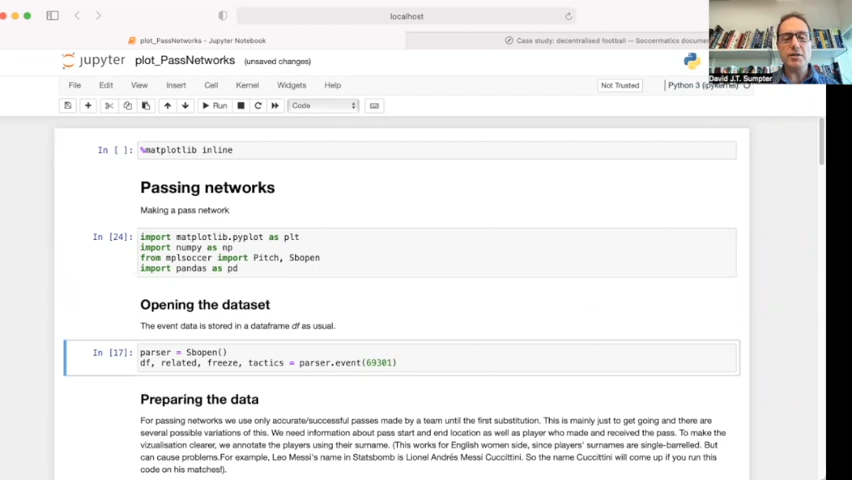 localhost
plot_PassNetworks - Jupyter Notebook
Case study: decentralised football — Soccermatics docume
David J.T. Sumpter
jupyter plot_PassNetworks (unsaved changes)
File Edit View Insert Cell Kernel Widgets Help
Not Trusted
Python 3 (ipykernel)
Run
Code
In [ ]: %matplotlib inline
Passing networks
Making a pass network
In [24]: import matplotlib.pyplot as plt
import numpy as np
from mplsoccer import Pitch, Sbopen
import pandas as pd
Opening the dataset
The event data is stored in a dataframe df as usual.
In [17]: parser = Sbopen()
df, related, freeze, tactics = parser.event(69301)
Preparing the data
For passing networks we use only accurate/successful passes made by a team until the first substitution. This is mainly just to get going and there are
several possible variations of this. We need information about pass start and end location as well as player who made and received the pass. To make the
vizualisation clearer, we annotate the players using their surname. (This works for English women side, since players' surnames are single-barrelled. But
can cause problems.For example, Leo Messi's name in Statsbomb is Lionel Andrés Messi Cuccittini. So the name Cuccittini will come up if you run this
code on his matches!).